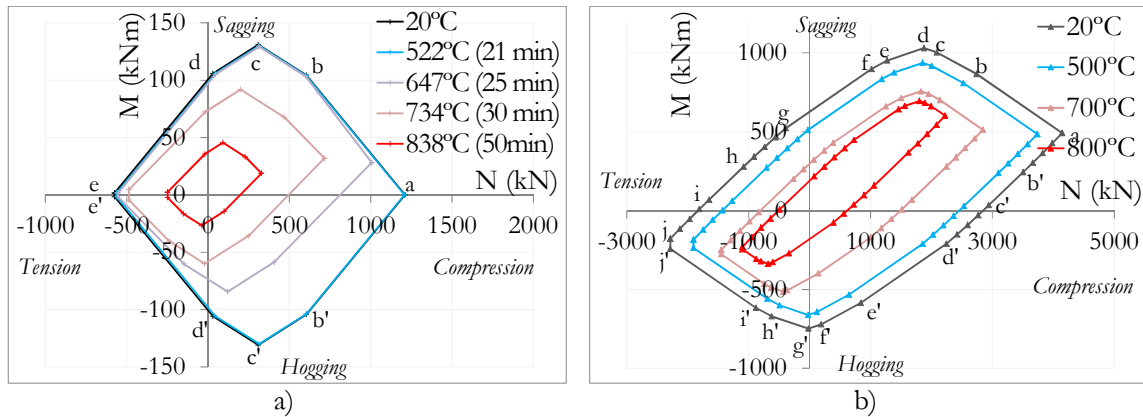 M (kNm)
150
100
50
0
-50
-100
-150
-1000
-500
0
500
1000
1500
2000
N (kN)
Sagging
Hogging
Tension
Compression
20ºC
522ºC (21 min)
647ºC (25 min)
734ºC (30 min)
838ºC (50min)
a
b
c
d
e
e'
d'
c'
b'
a)
M (kNm)
1000
500
0
-500
-1000
-3000
-1000
1000
3000
5000
N (kN)
Sagging
Hogging
Tension
Compression
20ºC
500ºC
700ºC
800ºC
a
b
c
d
e
f
g
h
i
j
j'
i'
h'
g'
f'
e'
d'
c'
b'
b)